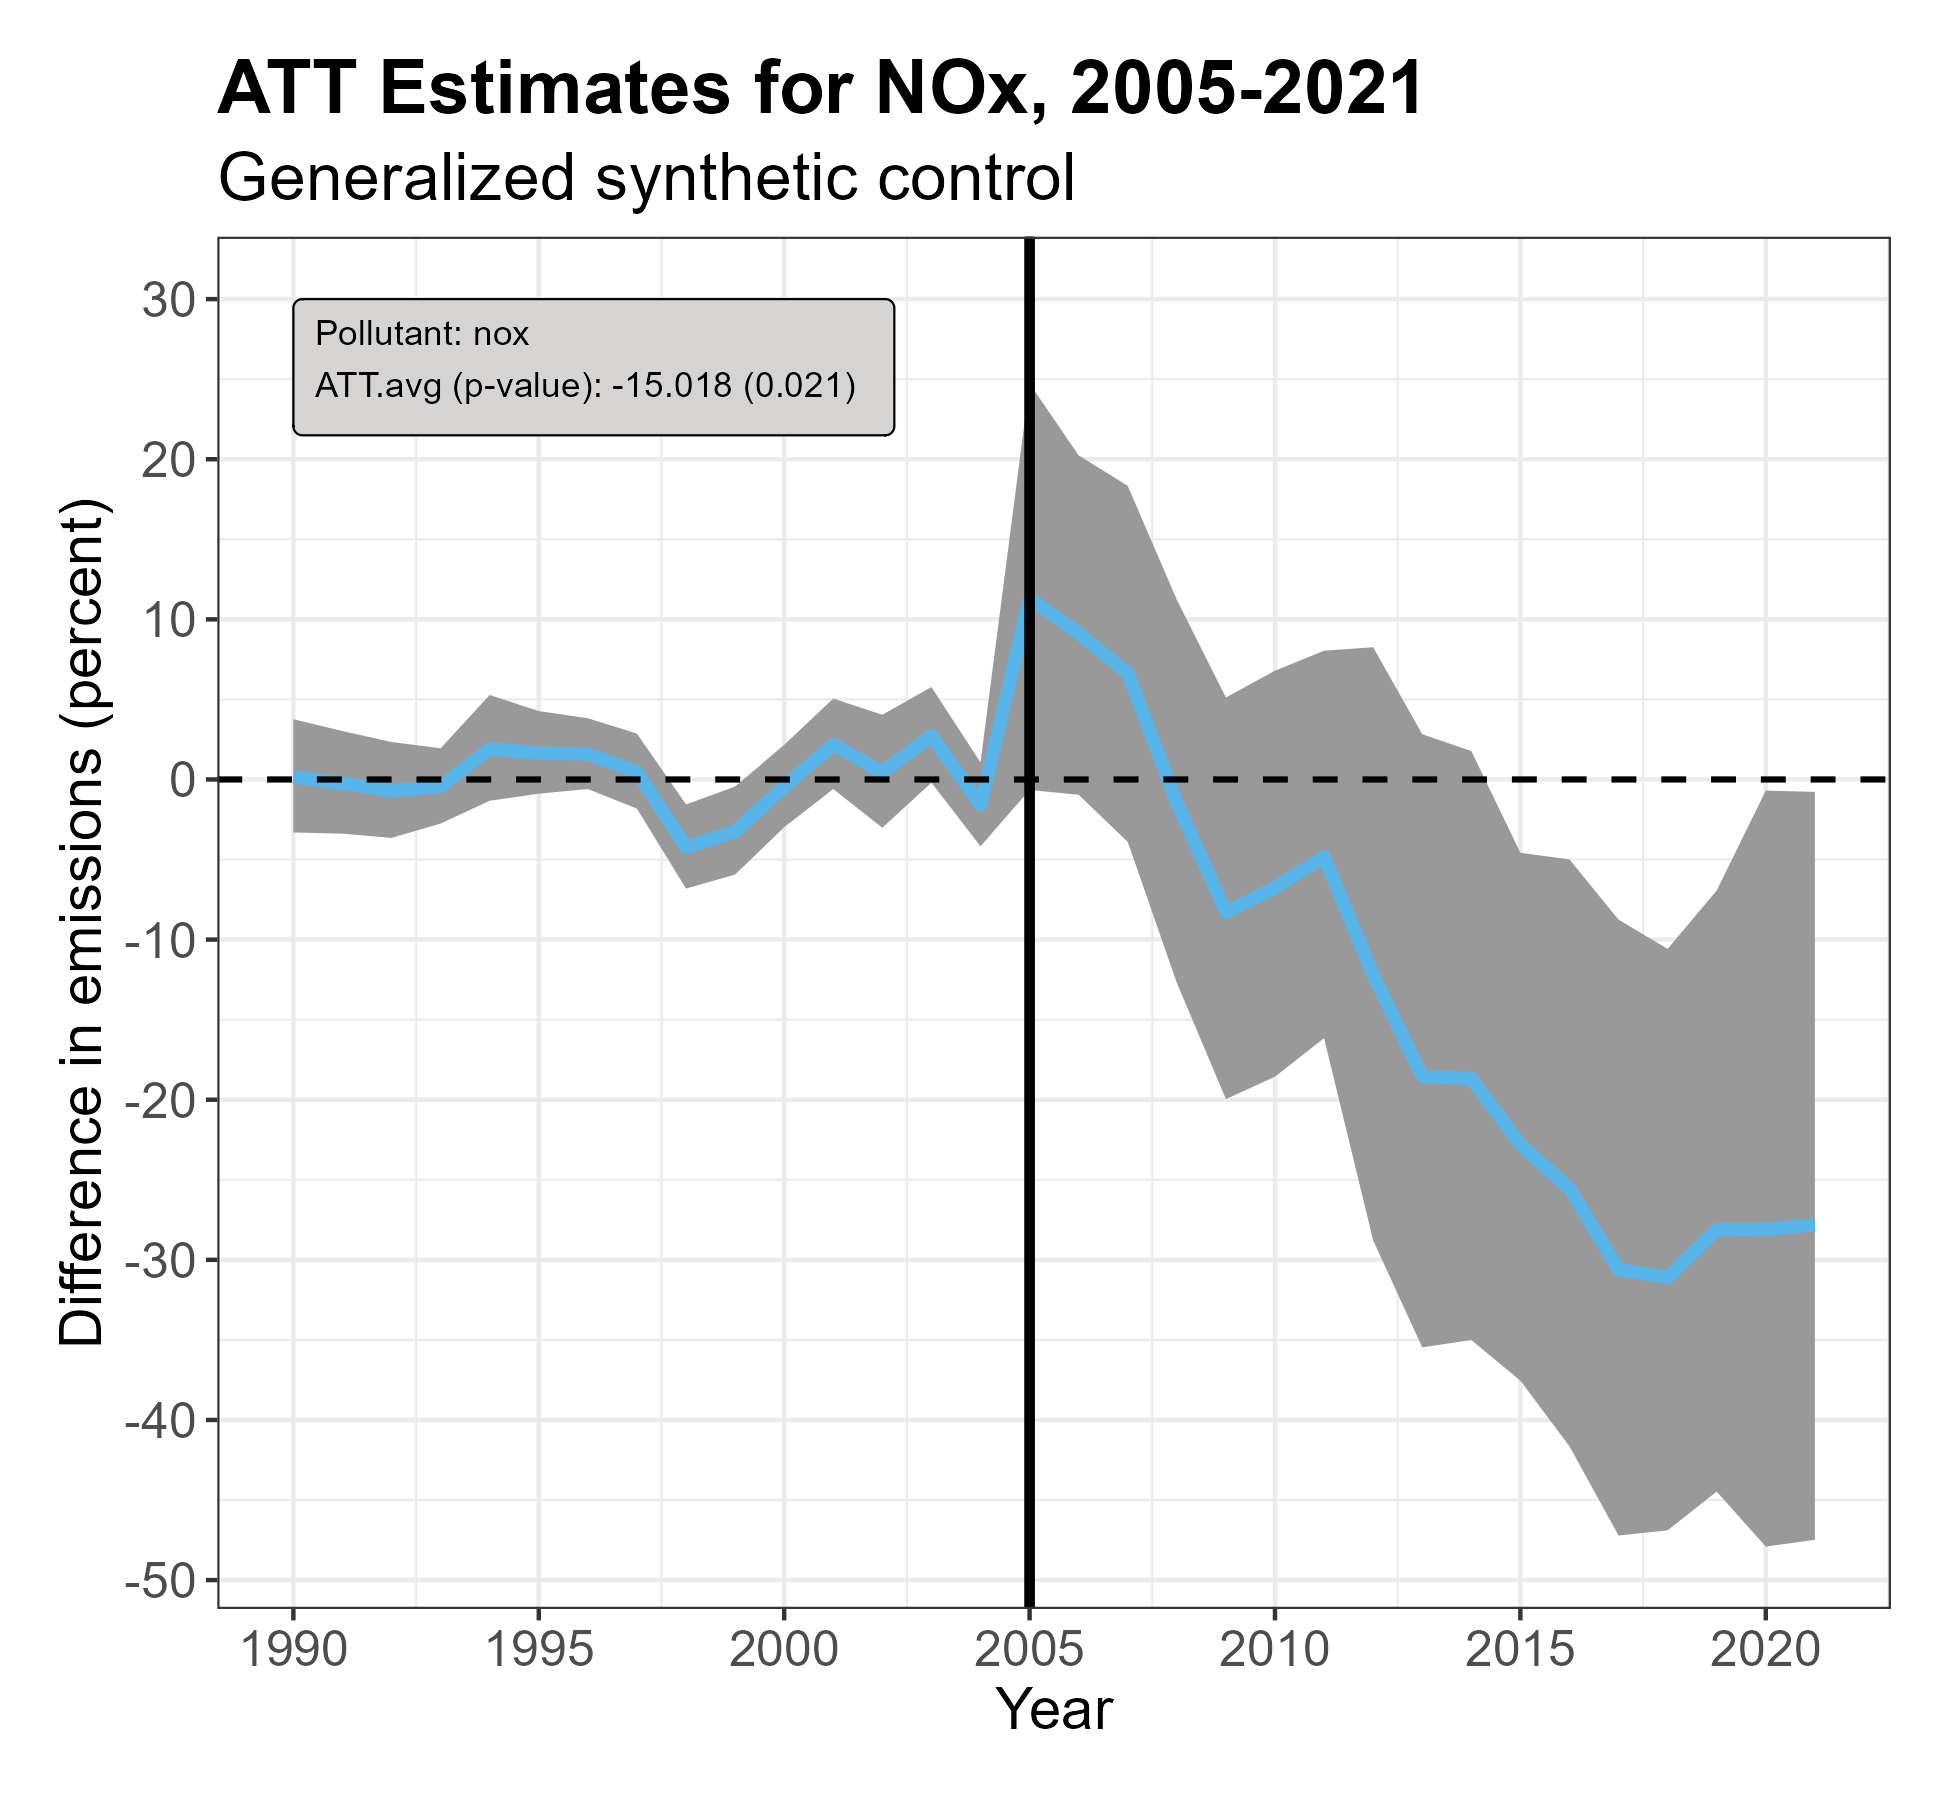 ATT Estimates for NOx, 2005-2021
Generalized synthetic control
Pollutant: nox
ATT.avg (p-value): -15.018 (0.021)
Difference in emissions (percent)
30
20
10
0
-10
-20
-30
-40
-50
1990 1995 2000 2005 2010 2015 2020
Year